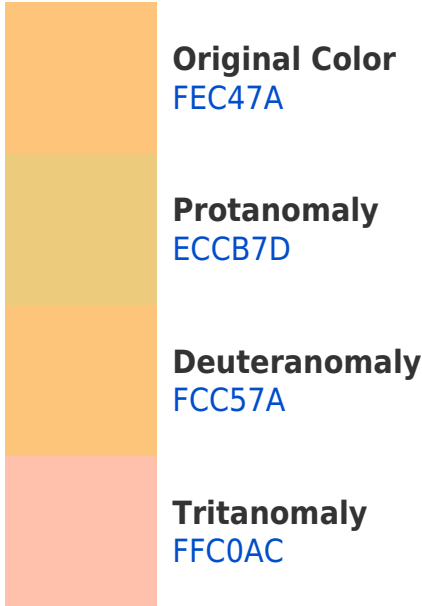 Original Color
FEC47A
Protanomaly
ECCB7D
Deuteranomaly
FCC57A
Tritanomaly
FFC0AC